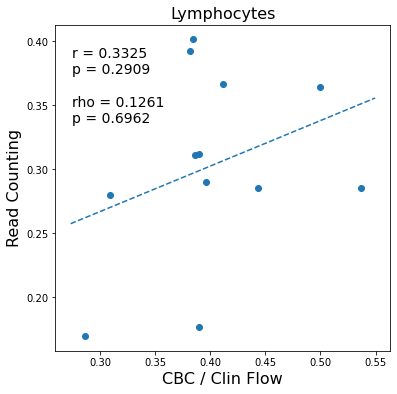 Lymphocytes
r = 0.3325
p = 0.2909
rho = 0.1261
p = 0.6962
Read Counting
0.40
0.35
0.30
0.25
0.20
0.30
0.35
0.40
0.45
0.50
0.55
CBC / Clin Flow